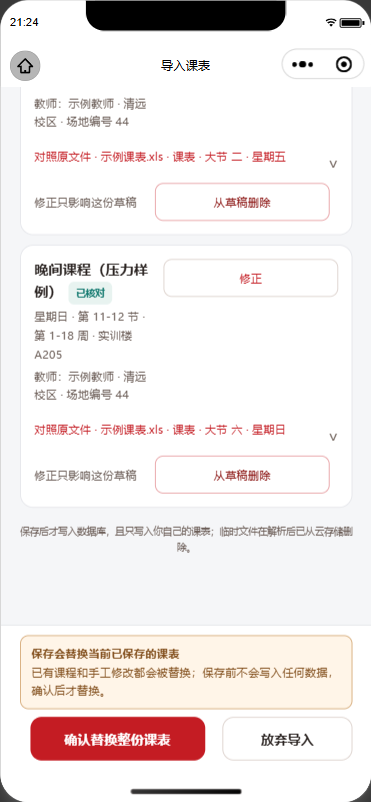 21:24
导入课表
教师：示例教师 · 清远
校区 · 场地编号 44
对照原文件 · 示例课表.xls · 课表 · 大节 二 · 星期五
修正只影响这份草稿
从草稿删除
晚间课程（压力样
例） 已核对
修正
星期日 · 第 11-12 节 ·
第 1-18 周 · 实训楼
A205
教师：示例教师 · 清远
校区 · 场地编号 44
对照原文件 · 示例课表.xls · 课表 · 大节 六 · 星期日
修正只影响这份草稿
从草稿删除
保存后才写入数据库，且只写入你自己的课表；临时文件在解析后已从云存储删
除。
保存会替换当前已保存的课表
已有课程和手工修改都会被替换；保存前不会写入任何数据，
确认后才替换。
确认替换整份课表
放弃导入